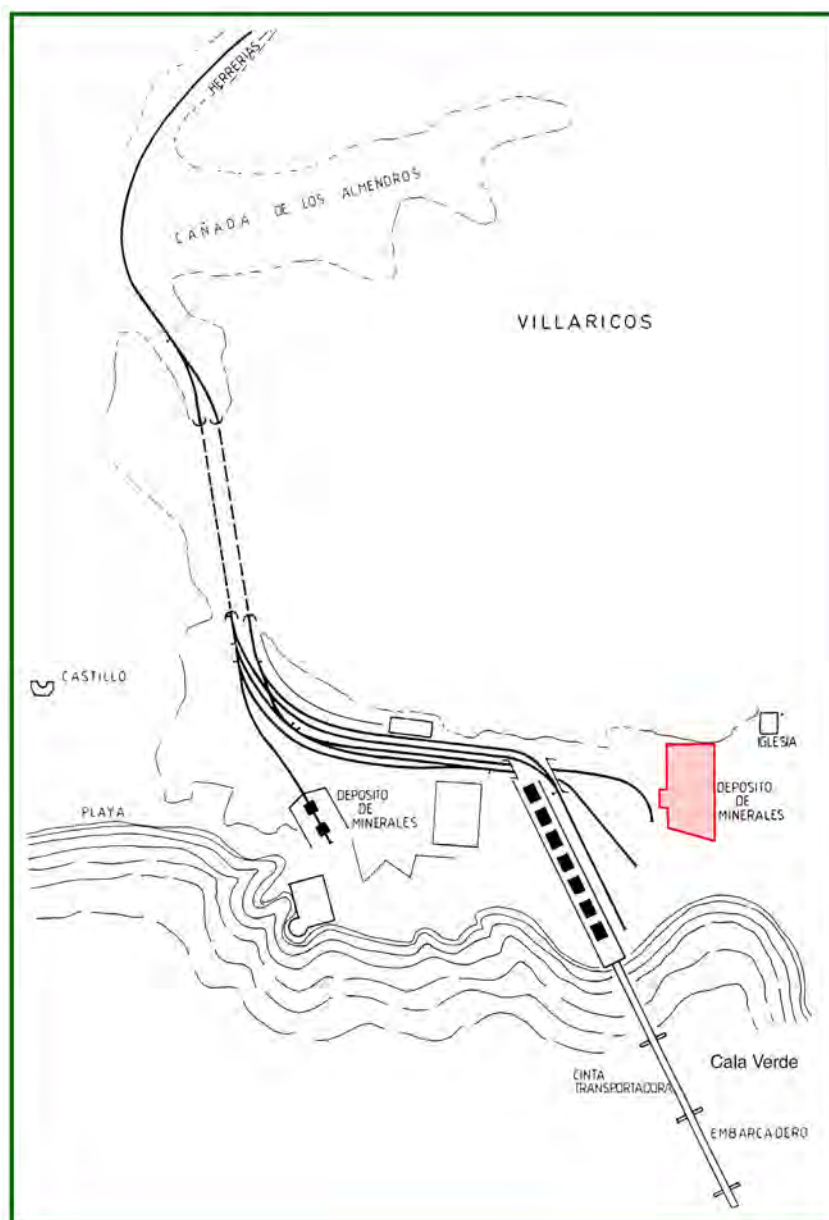 HERRERIAS
CAÑADA DE LOS ALMENDROS
VILLARICOS
CASTILLO
IGLESIA
PLAYA
DEPOSITO
DE
MINERALES
DEPOSITO
DE
MINERALES
Cala Verde
CINTA
TRANSPORTADORA
EMBARCADERO